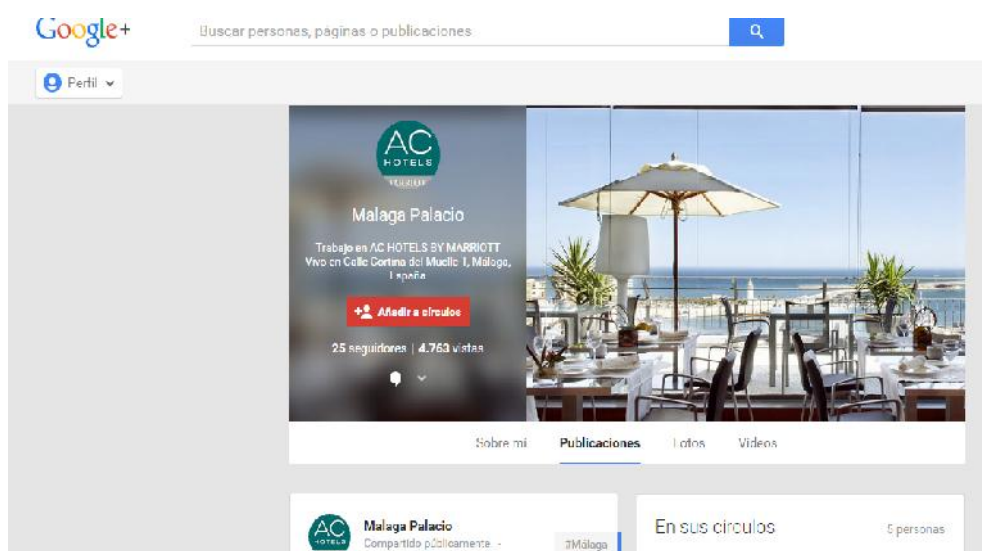 Google+
Buscar personas, páginas o publicaciones
Perfil
AC
HOTELS
Malaga Palacio
Trabajo en AC HOTELS BY MARRIOTT
Vivo en Calle Cortina del Muelle 1, Málaga,
España
Añadir a círculos
25 seguidores | 4.763 vistas
Sobre mí Publicaciones Fotos Vídeos
AC
HOTELS
Malaga Palacio
Compartido públicamente -
#Málaga
En sus círculos
5 personas